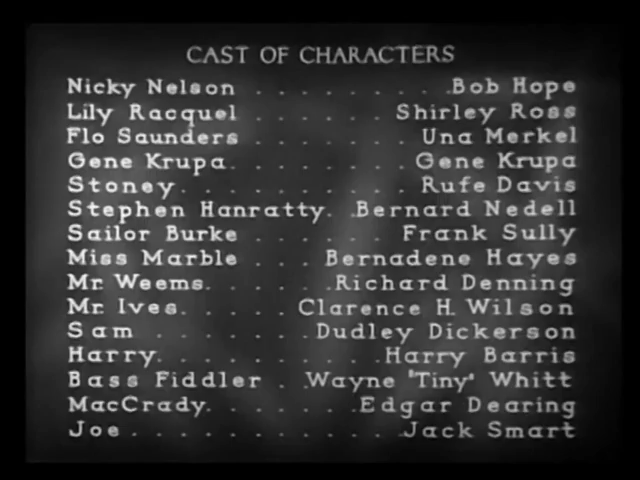 CAST OF CHARACTERS
Nicky Nelson . . . . . . . . . Bob Hope
Lily Racquel . . . . . . Shirley Ross
Flo Saunders . . . . . . . Una Merkel
Gene Krupa . . . . . . . . Gene Krupa
Stoney . . . . . . . . . . Rufe Davis
Stephen Hanratty . . Bernard Nedell
Sailor Burke . . . . . . Frank Sully
Miss Marble . . . Bernadene Hayes
Mr. Weems . . . . . . Richard Denning
Mr. Ives . . . . . Clarence H. Wilson
Sam . . . . . . . . Dudley Dickerson
Harry . . . . . . . . . . Harry Barris
Bass Fiddler . . Wayne "Tiny" Whitt
MacCrady . . . . . . . Edgar Dearing
Joe . . . . . . . . . . . . . Jack Smart